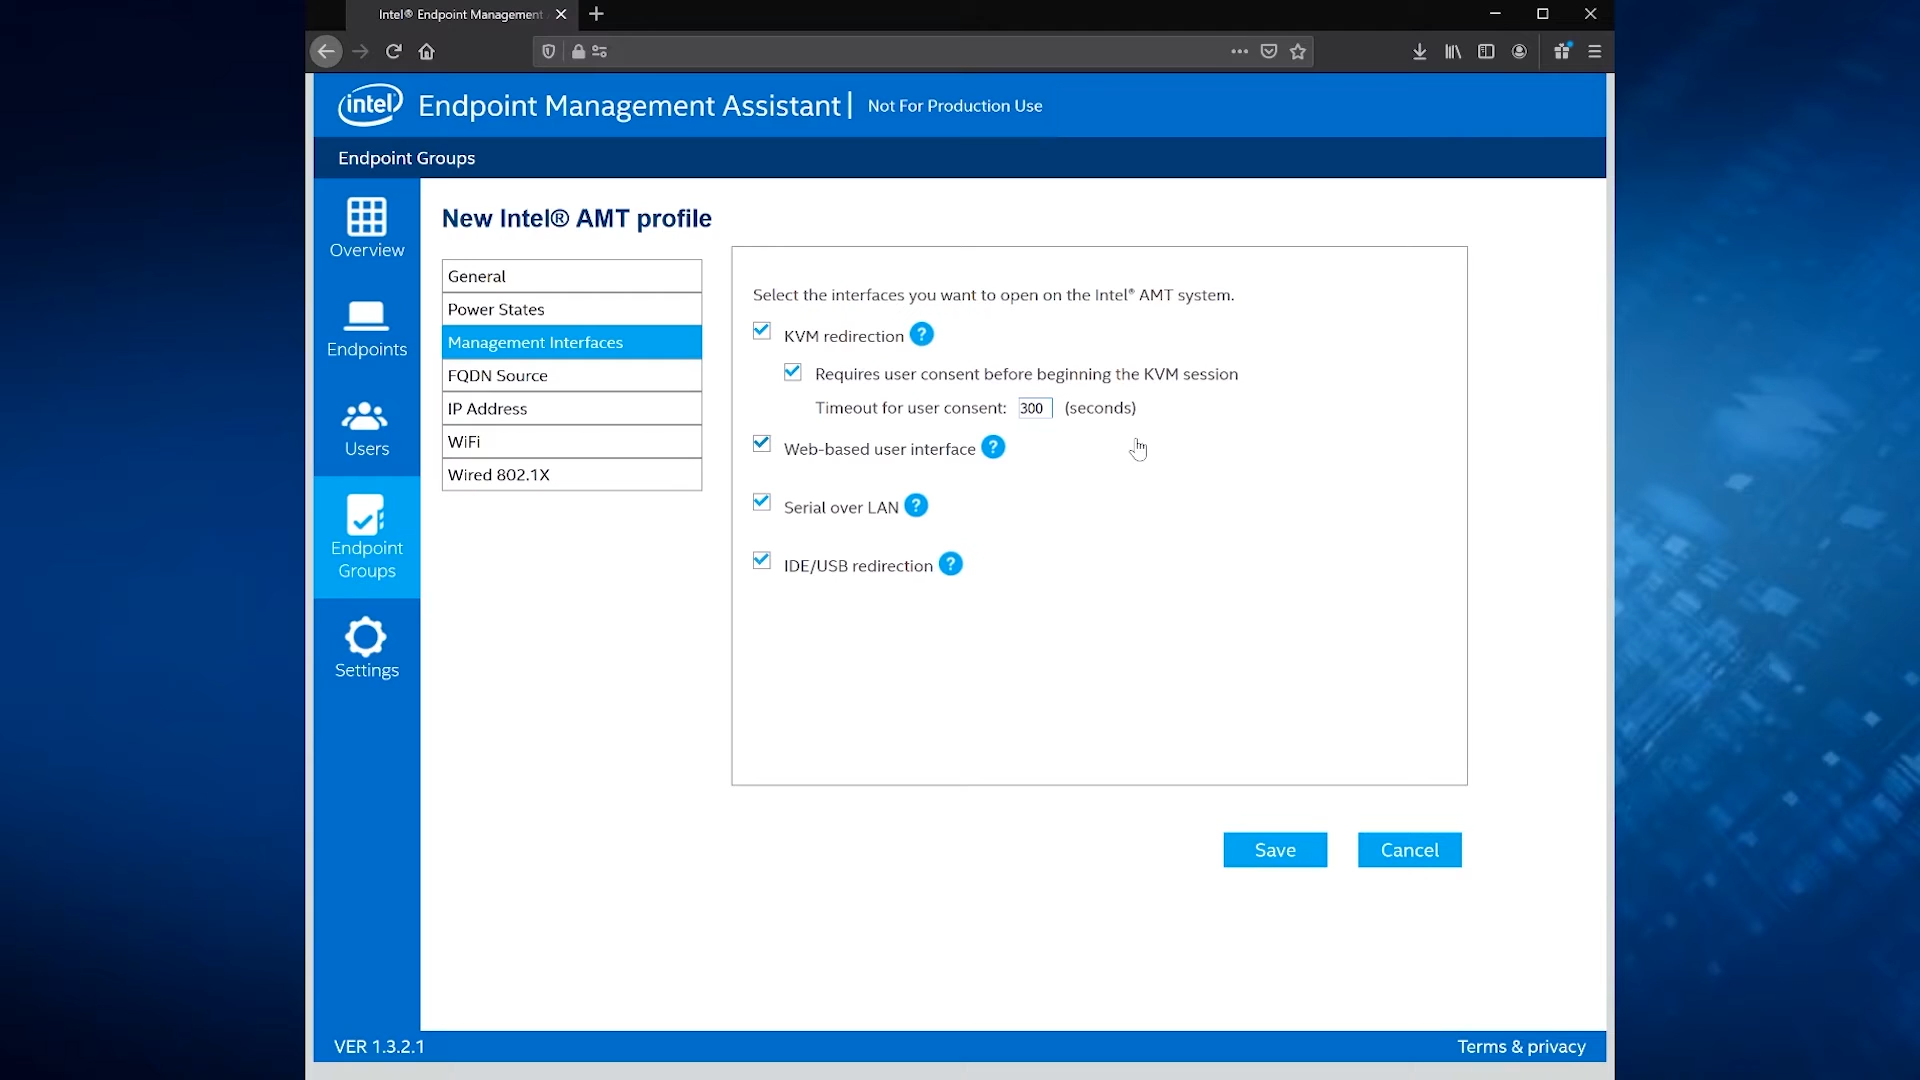 Intel® Endpoint Management
intel
Endpoint Management Assistant | Not For Production Use
Endpoint Groups
Overview
Endpoints
Users
Endpoint
Groups
Settings
New Intel® AMT profile
General
Power States
Management Interfaces
FQDN Source
IP Address
WiFi
Wired 802.1X
Select the interfaces you want to open on the Intel® AMT system.
KVM redirection ?
Requires user consent before beginning the KVM session
Timeout for user consent: 300 (seconds)
Web-based user interface ?
Serial over LAN ?
IDE/USB redirection ?
Save Cancel
VER 1.3.2.1 Terms & privacy